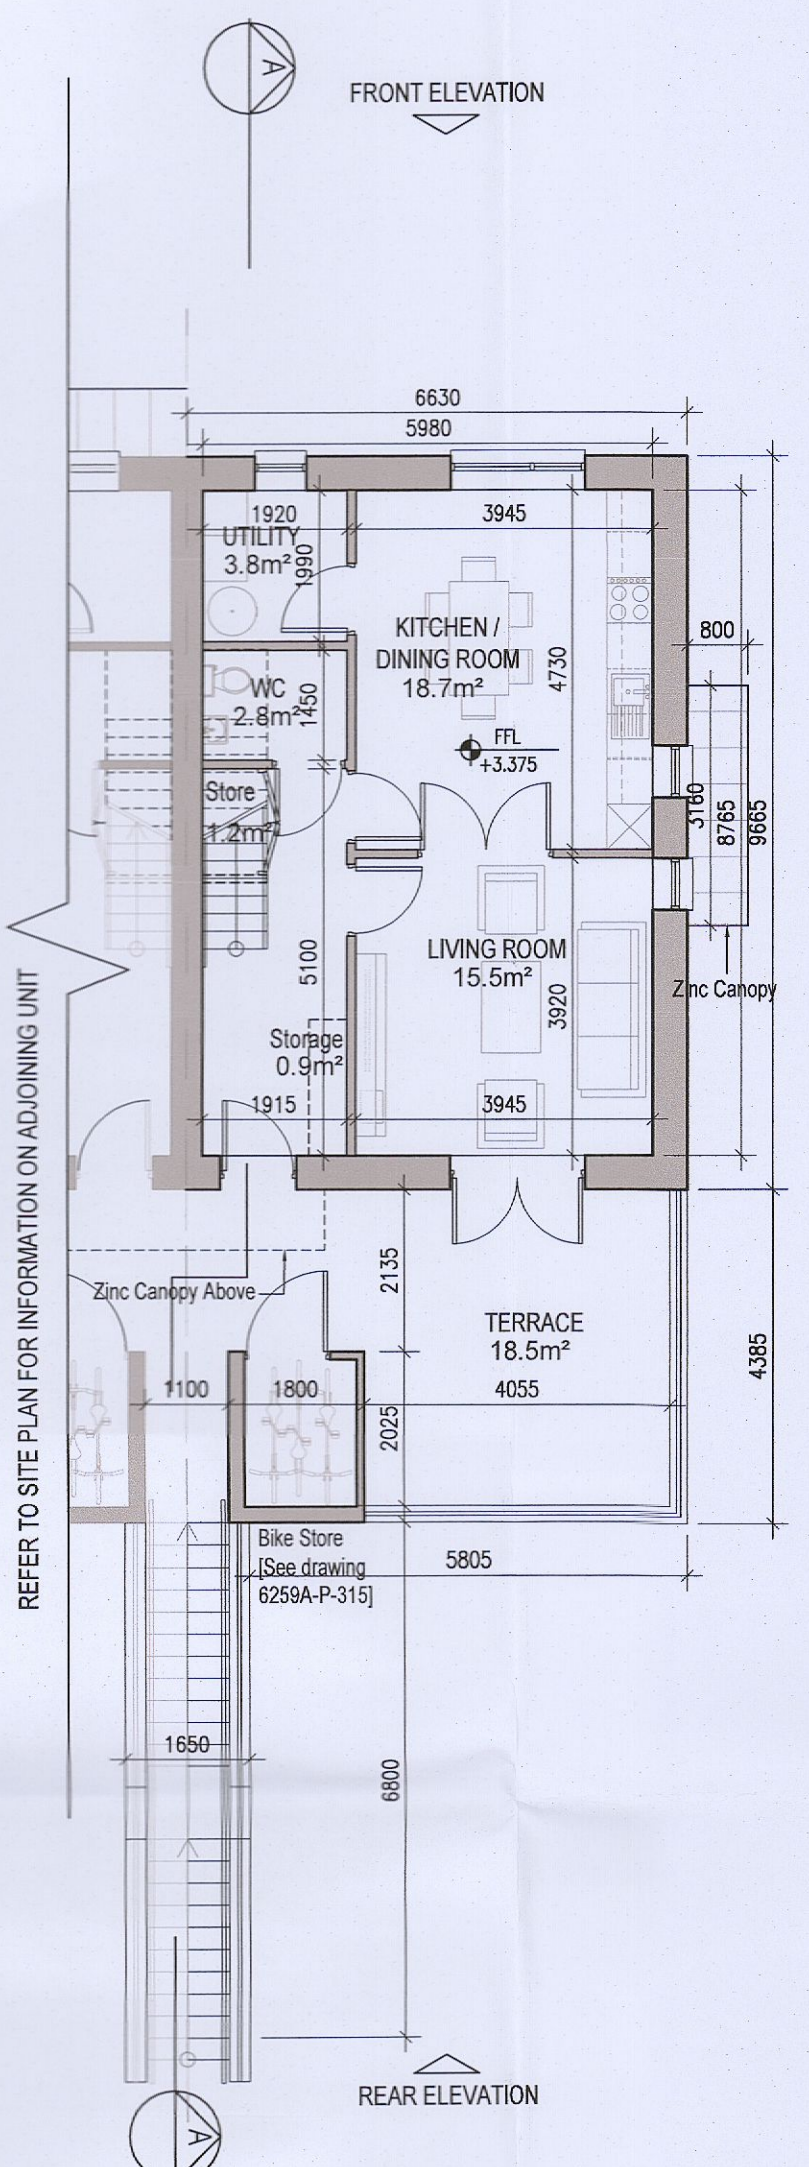 A
FRONT ELEVATION
6630
5980
1920
3945
UTILITY
3.8m²
1990
KITCHEN /
DINING ROOM
18.7m²
4730
800
WC
2.8m²
1450
FFL
+3.375
Store
1.2m²
3160
8765
9665
LIVING ROOM
15.5m²
5100
3920
Zinc Canopy
Storage
0.9m²
1915
3945
REFER TO SITE PLAN FOR INFORMATION ON ADJOINING UNIT
2135
Zinc Canopy Above
TERRACE
18.5m²
4385
1100
1800
4055
2025
Bike Store
[See drawing
6259A-P-315]
5805
1650
6800
REAR ELEVATION
A